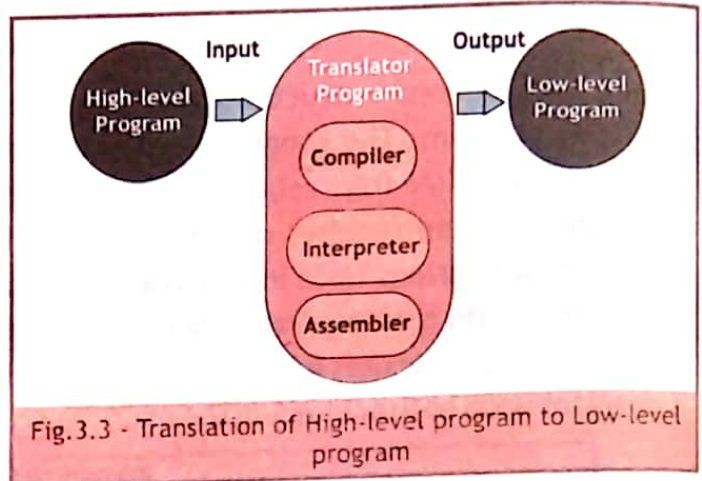 Input
Output
High-level
Program
Translator
Program
Low-level
Program
Compiler
Interpreter
Assembler
Fig.3.3 - Translation of High-level program to Low-level
program